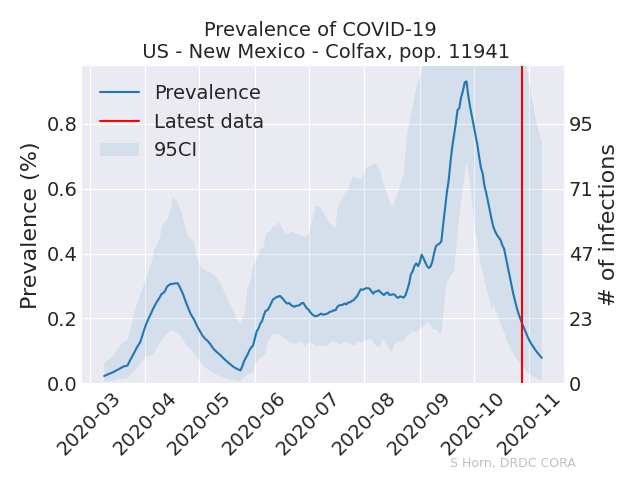 Prevalence of COVID-19
US - New Mexico - Colfax, pop. 11941
Prevalence
Latest data
95CI
Prevalence (%)
0.8
0.6
0.4
0.2
0.0
95
71
47
23
0
# of infections
2020-03
2020-04
2020-05
2020-06
2020-07
2020-08
2020-09
2020-10
2020-11
S Horn, DRDC CORA